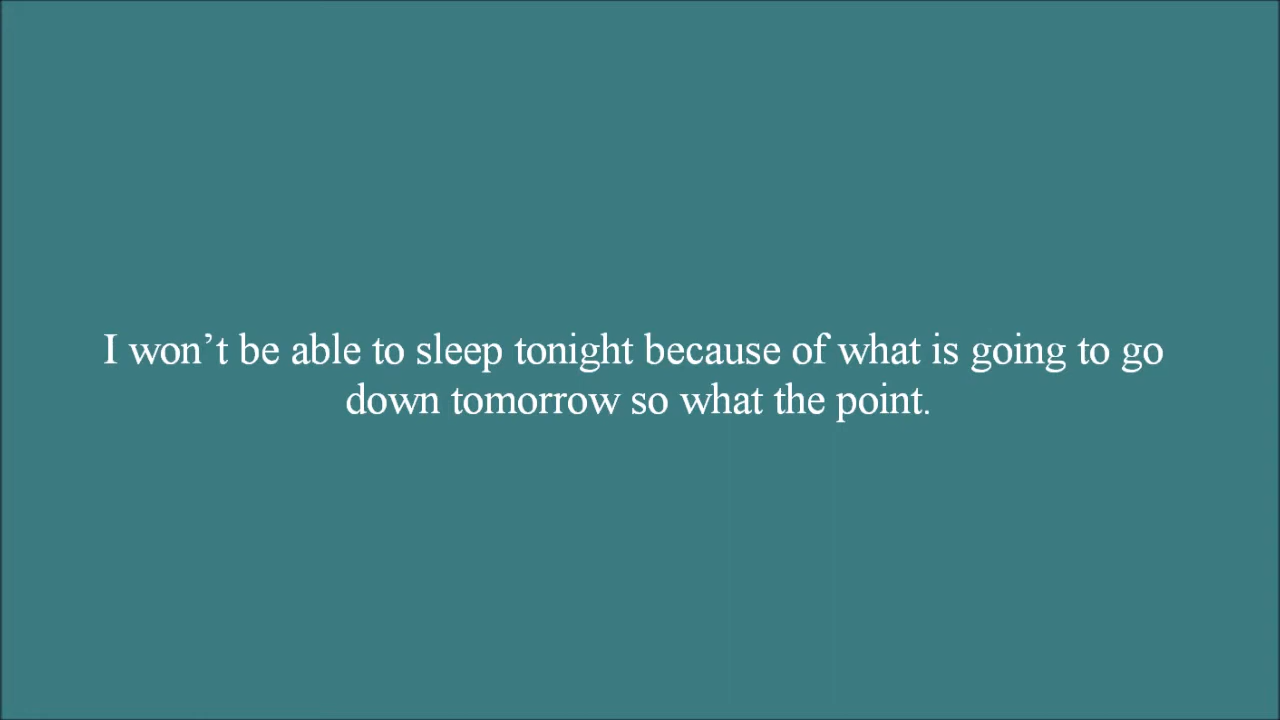 I won’t be able to sleep tonight because of what is going to go
down tomorrow so what the point.